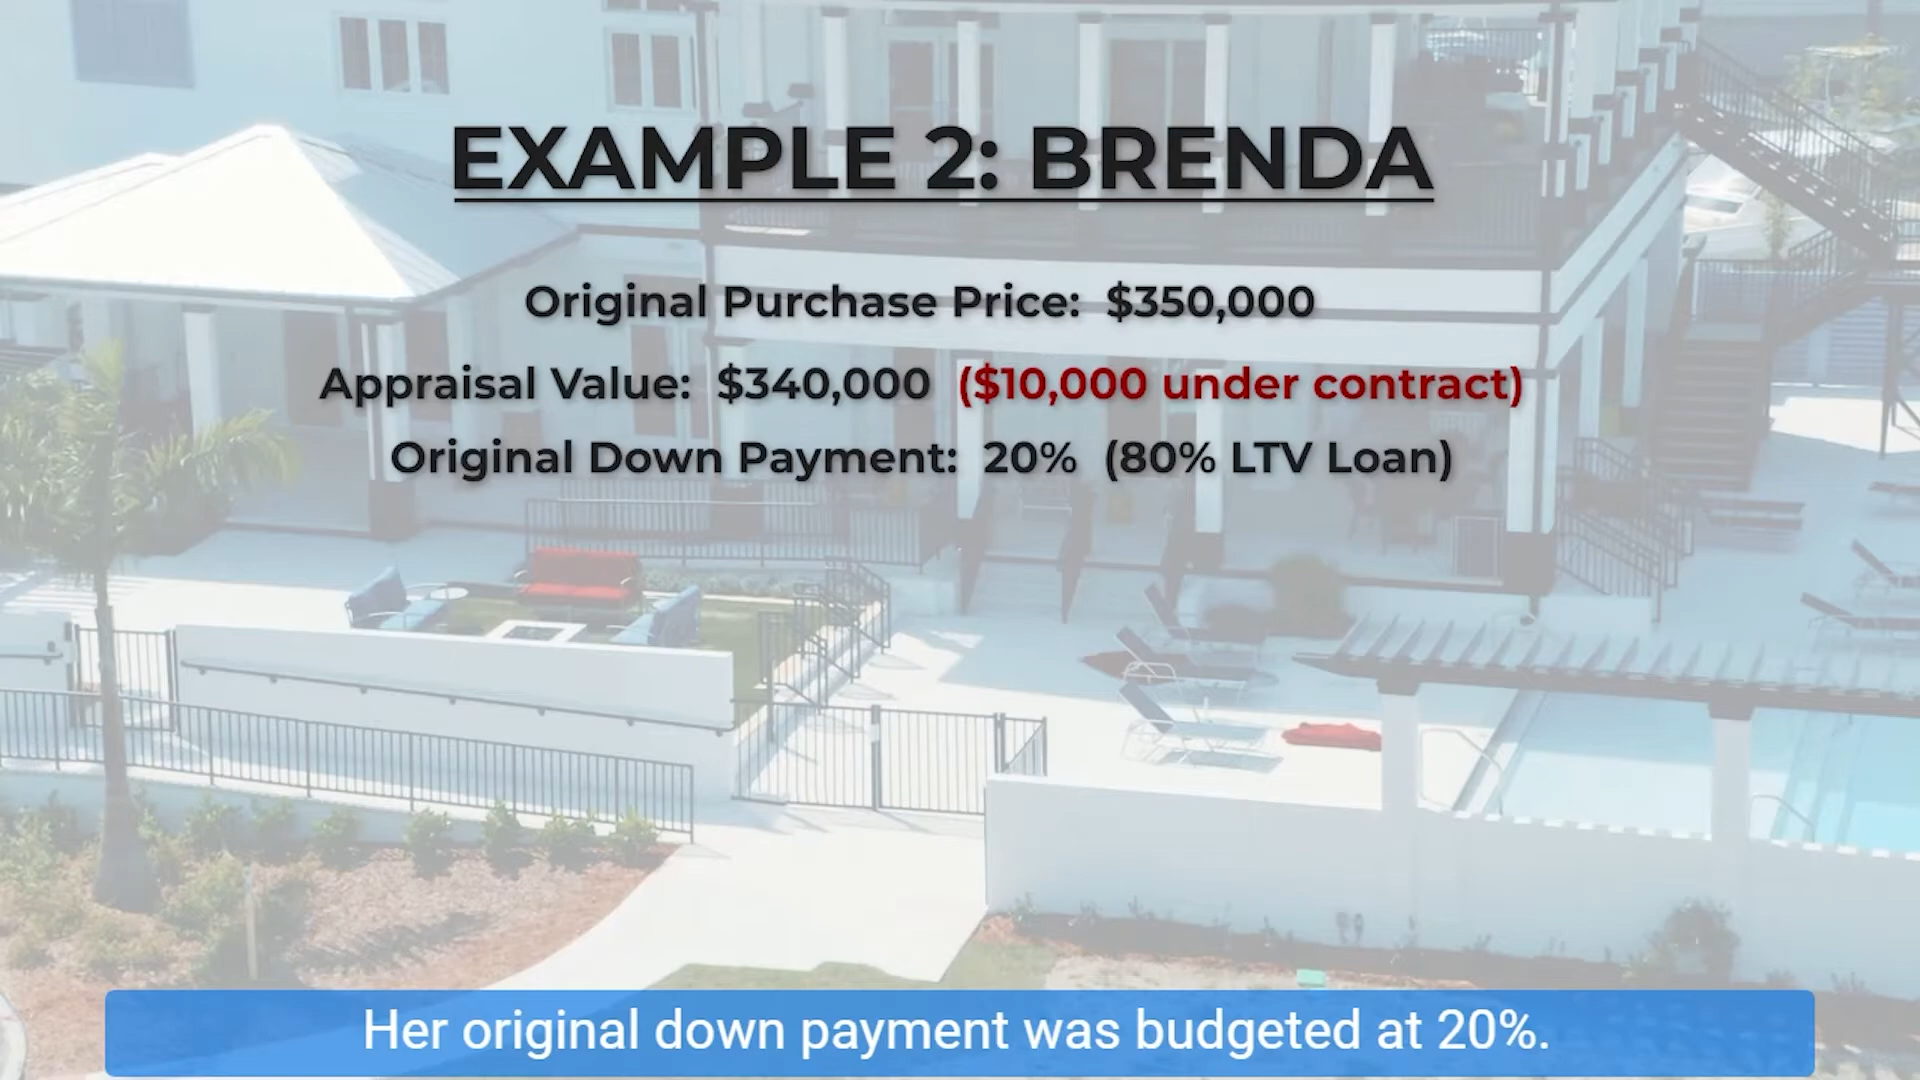 EXAMPLE 2: BRENDA
Original Purchase Price: $350,000
Appraisal Value: $340,000 ($10,000 under contract)
Original Down Payment: 20% (80% LTV Loan)
Her original down payment was budgeted at 20%.